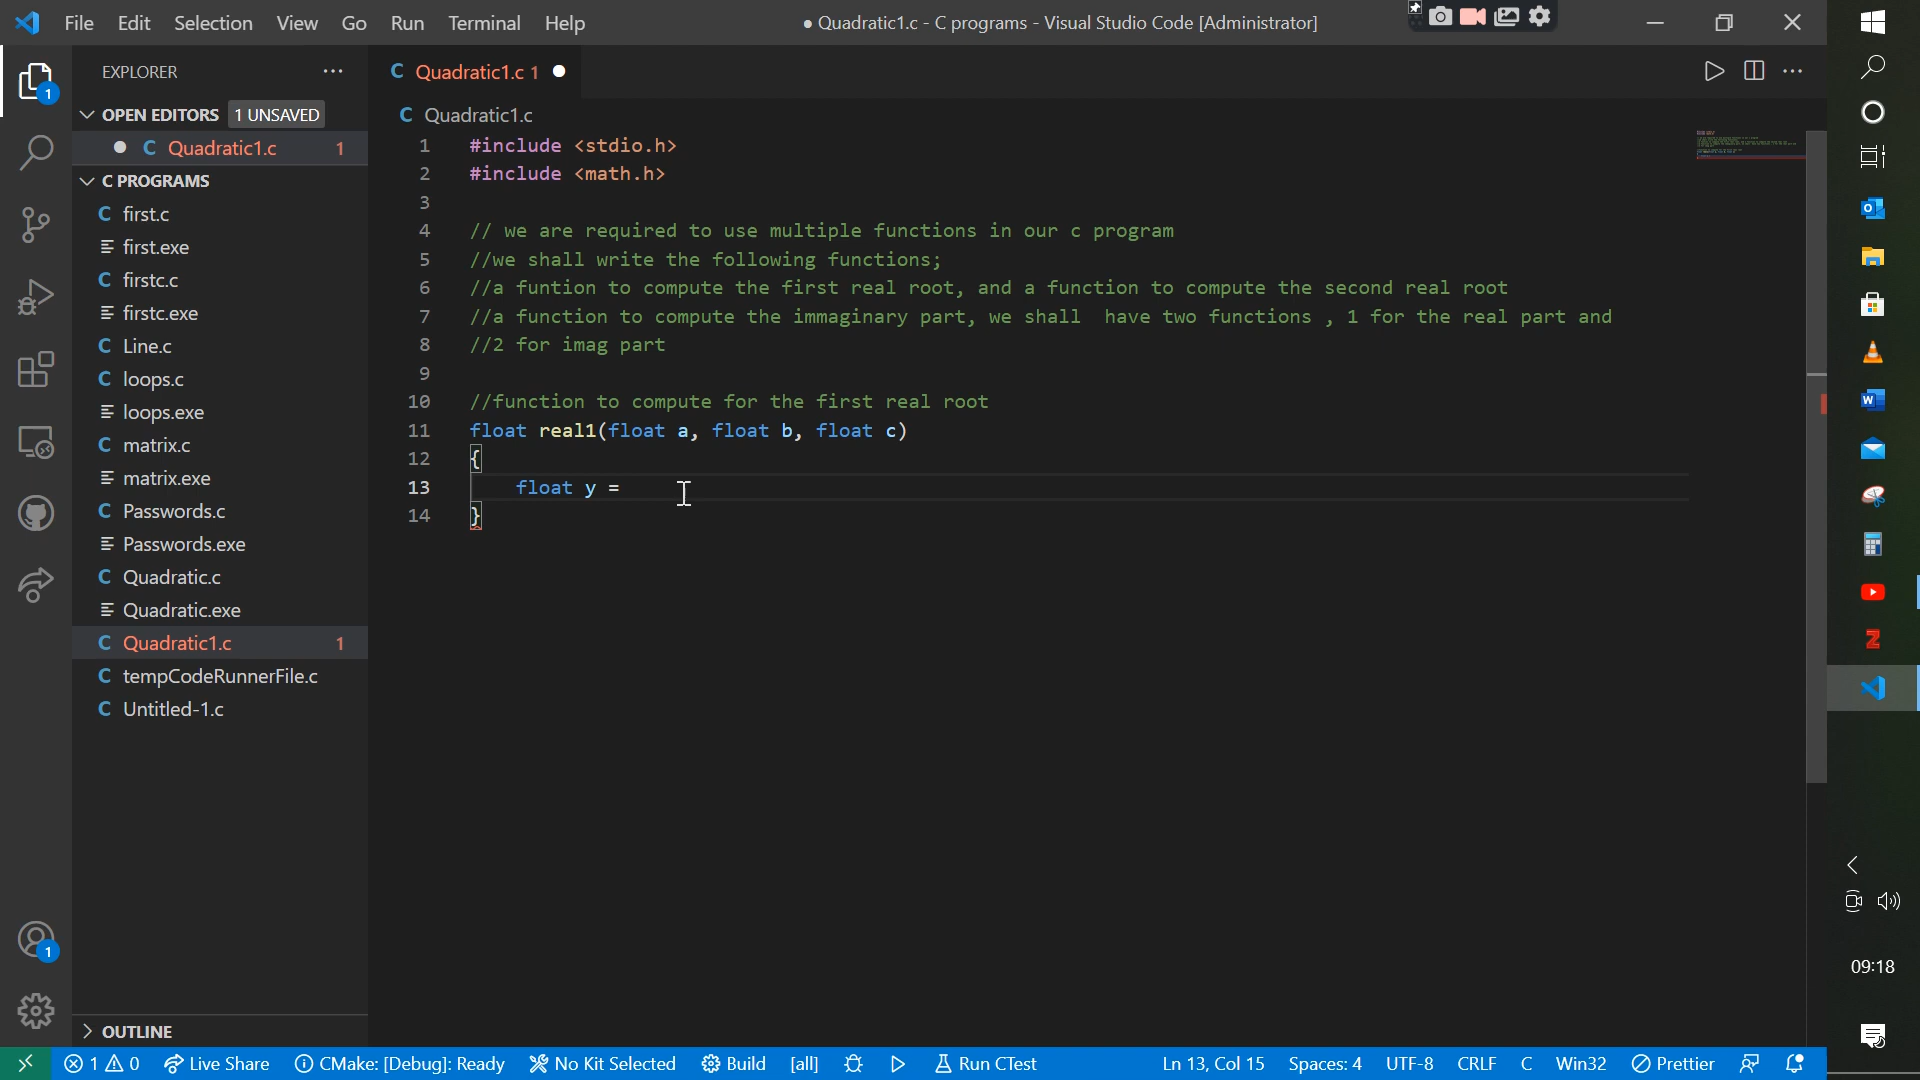 File Edit Selection View Go Run Terminal Help
● Quadratic1.c - C programs - Visual Studio Code [Administrator]
EXPLORER
OPEN EDITORS 1 UNSAVED
C Quadratic1.c 1
C PROGRAMS
C first.c
first.exe
C firstc.c
firstc.exe
C Line.c
C loops.c
loops.exe
C matrix.c
matrix.exe
C Passwords.c
Passwords.exe
C Quadratic.c
Quadratic.exe
C Quadratic1.c 1
C tempCodeRunnerFile.c
C Untitled-1.c
OUTLINE
C Quadratic1.c 1
C Quadratic1.c
1 #include <stdio.h>
2 #include <math.h>
3
4 // we are required to use multiple functions in our c program
5 //we shall write the following functions;
6 //a funtion to compute the first real root, and a function to compute the second real root
7 //a function to compute the immaginary part, we shall  have two functions , 1 for the real part and
8 //2 for imag part
9
10 //function to compute for the first real root
11 float real1(float a, float b, float c)
12 {
13     float y =
14 }
1
1
09:18
1 0 Live Share CMake: [Debug]: Ready No Kit Selected Build [all] Run CTest Ln 13, Col 15 Spaces: 4 UTF-8 CRLF C Win32 Prettier